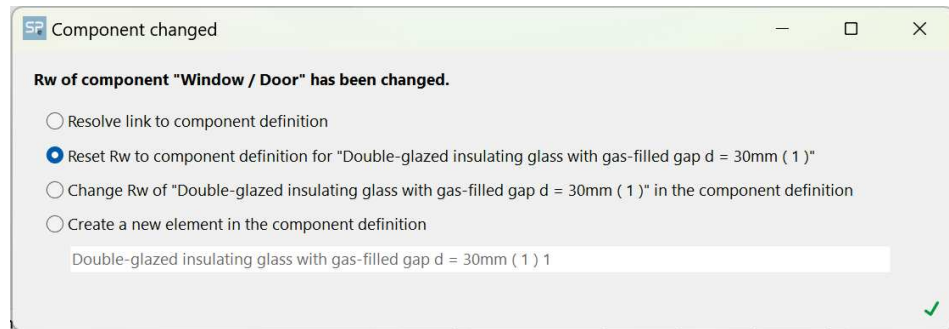 SP
Component changed
Rw of component "Window / Door" has been changed.
Resolve link to component definition
Reset Rw to component definition for "Double-glazed insulating glass with gas-filled gap d = 30mm ( 1 )"
Change Rw of "Double-glazed insulating glass with gas-filled gap d = 30mm ( 1 )" in the component definition
Create a new element in the component definition
Double-glazed insulating glass with gas-filled gap d = 30mm ( 1 ) 1